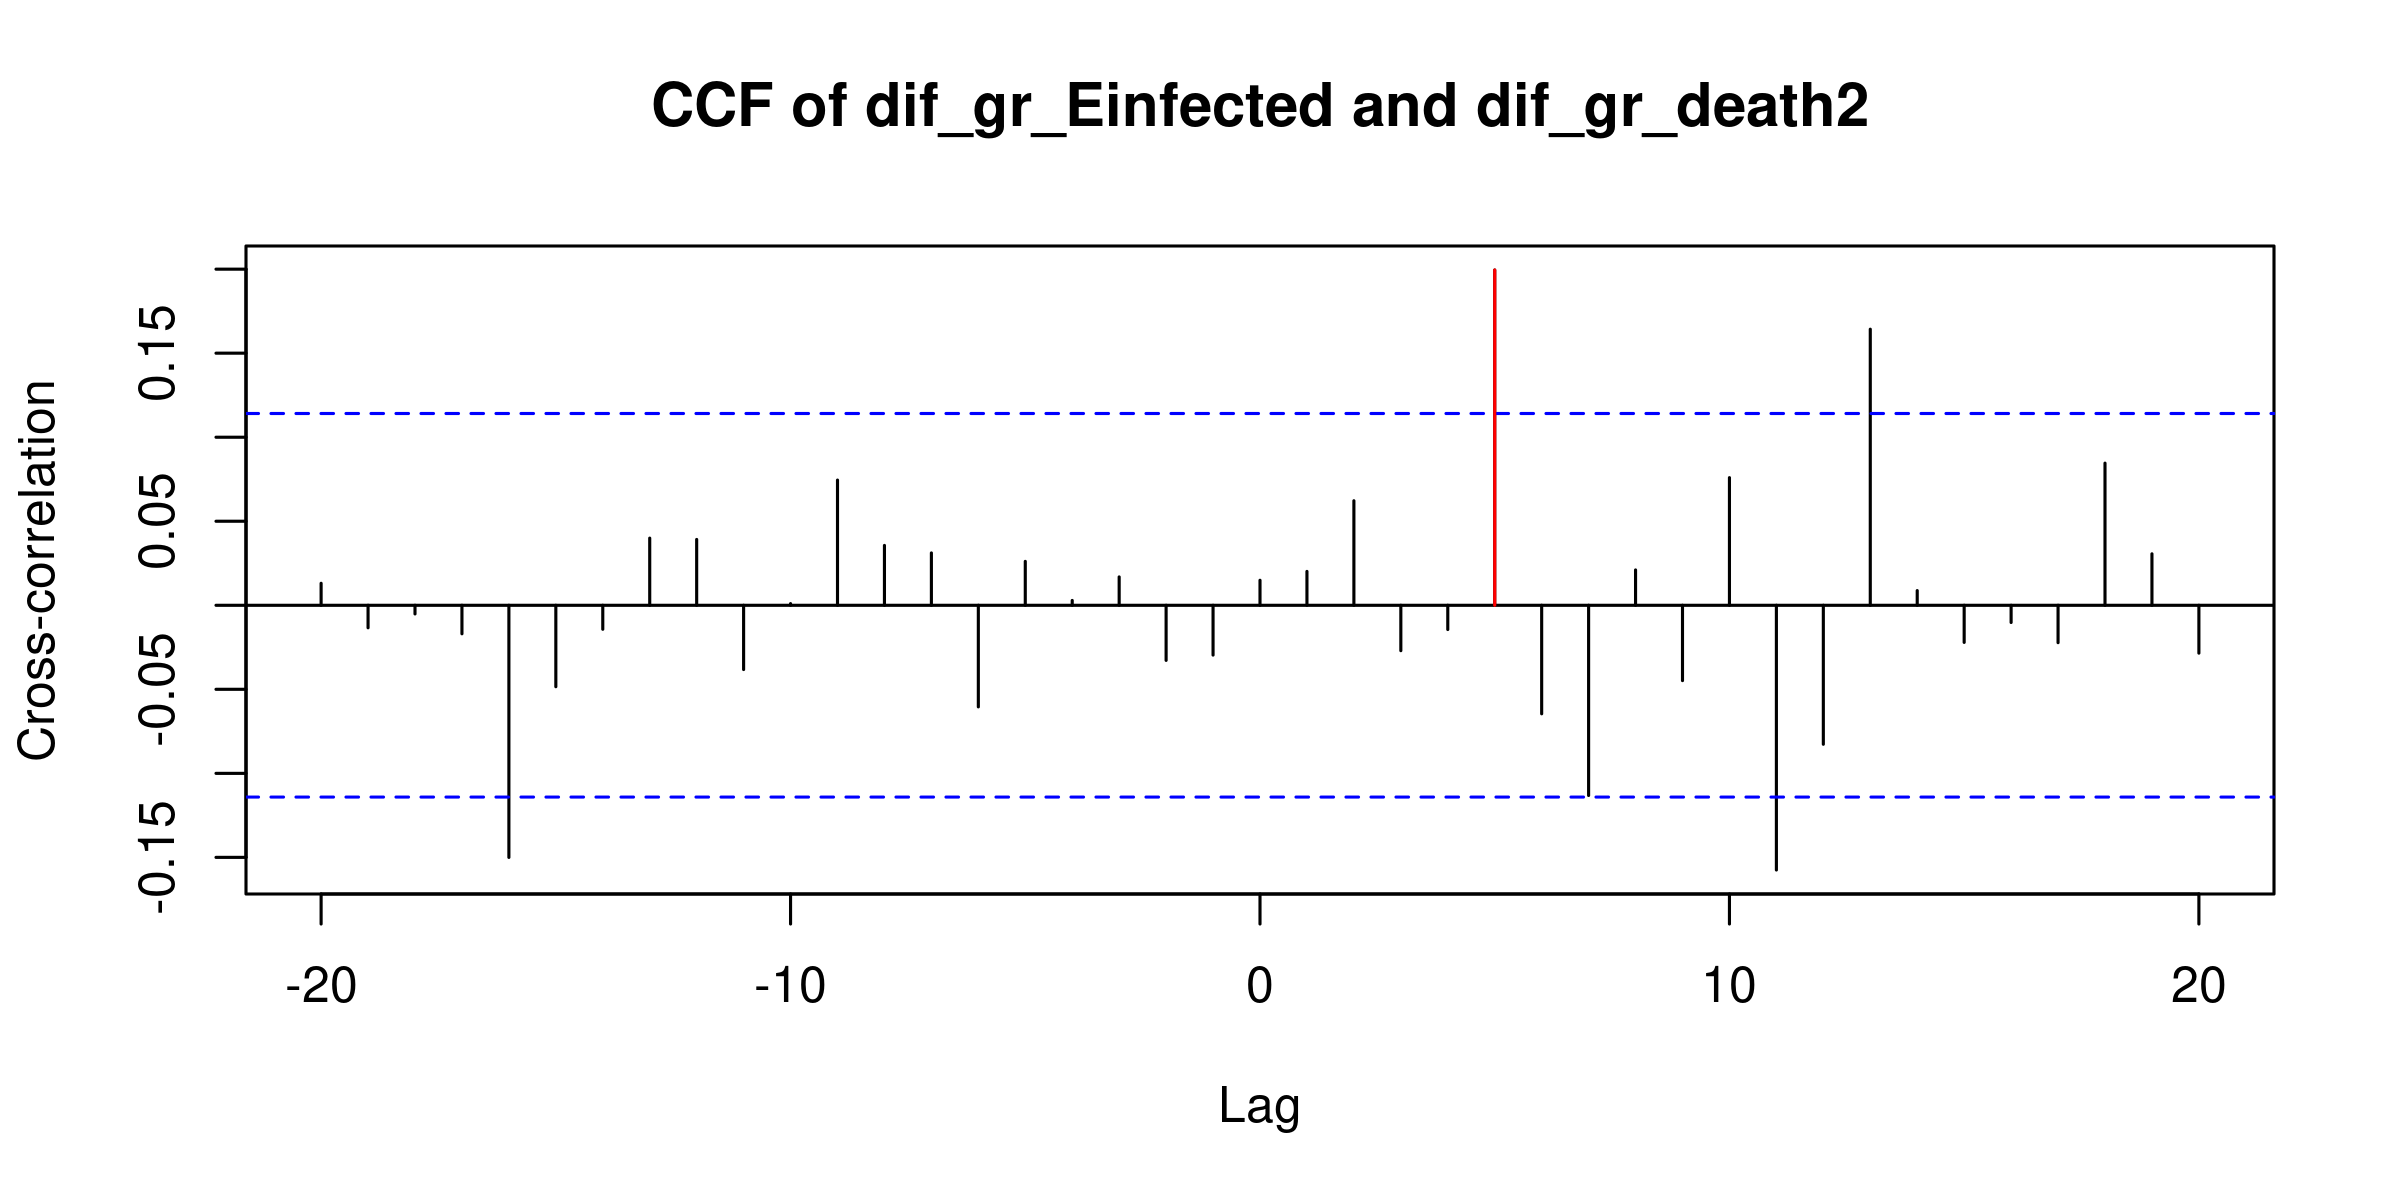 CCF of dif_gr_Einfected and dif_gr_death2
Cross-correlation
0.15
0.05
-0.05
-0.15
-20 -10 0 10 20
Lag